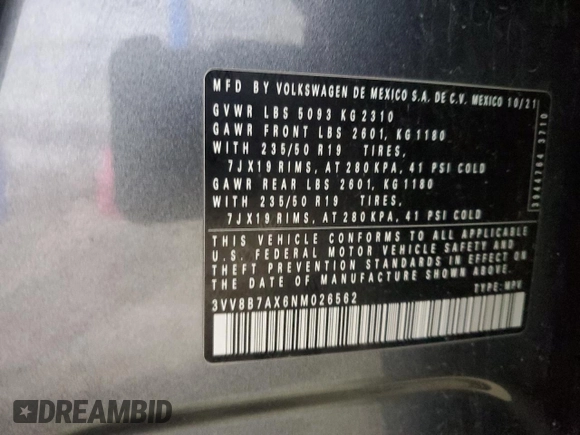 MFD BY VOLKSWAGEN DE MEXICO S.A. DE C.V. MEXICO 10/21
GVWR LBS 5093 KG 2310
GAWR FRONT LBS 2601, KG 1180
WITH 235/50 R19 TIRES,
7JX19 RIMS, AT 280 KPA, 41 PSI COLD
GAWR REAR LBS 2601, KG 1180
WITH 235/50 R19 TIRES,
7JX19 RIMS, AT 280 KPA, 41 PSI COLD
THIS VEHICLE CONFORMS TO ALL APPLICABLE
U.S. FEDERAL MOTOR VEHICLE SAFETY AND
THEFT PREVENTION STANDARDS IN EFFECT ON
THE DATE OF MANUFACTURE SHOWN ABOVE.
3VV8B7AX6NM026562
TYPE: MPV
DREAMBID